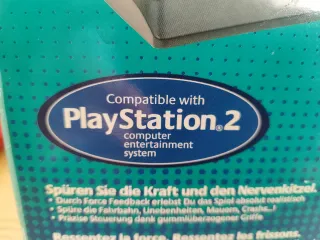 Compatible with
PlayStation®2
computer
entertainment
system
Spüren Sie die Kraft und den Nervenkitzel.
• Durch Force Feedback erlebst Du das Spiel absolut realistisch
• Spüre die Fahrbahn, Unebenheiten, Mauern, Crashs...!
• Präzise Steuerung dank gummiüberzogener Griffe
Ressentez la force. Ressentez les frissons.